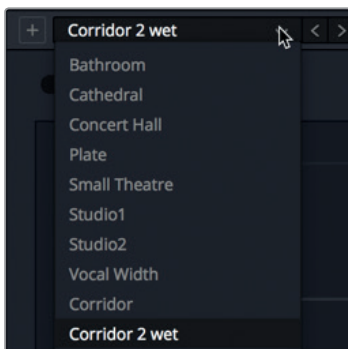 Corridor 2 wet
Bathroom
Cathedral
Concert Hall
Plate
Small Theatre
Studio1
Studio2
Vocal Width
Corridor
Corridor 2 wet